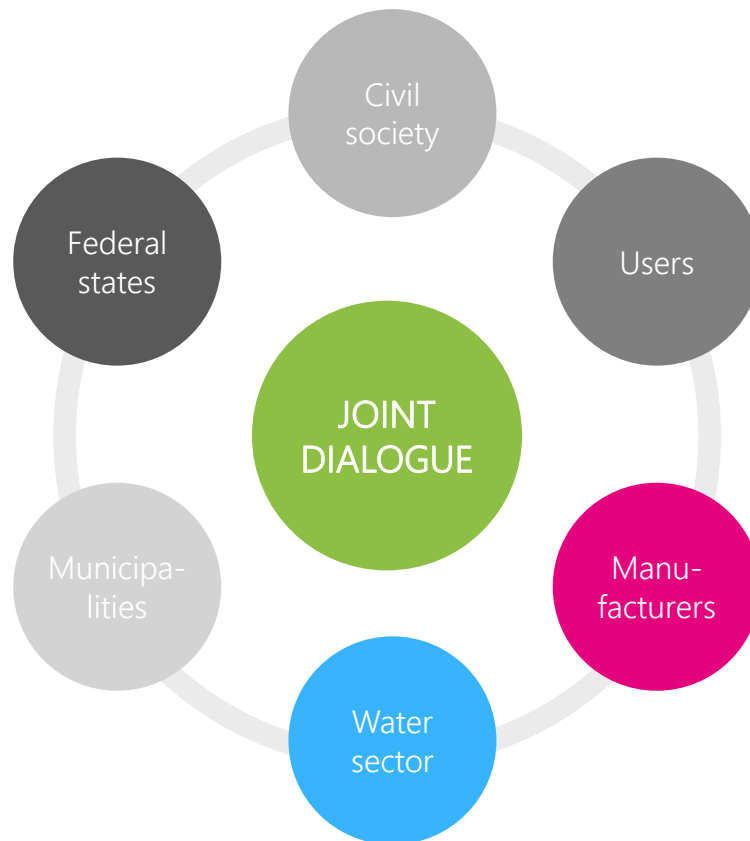 Civil
society
Federal
states
Users
JOINT
DIALOGUE
Municipa-
lities
Manu-
facturers
Water
sector